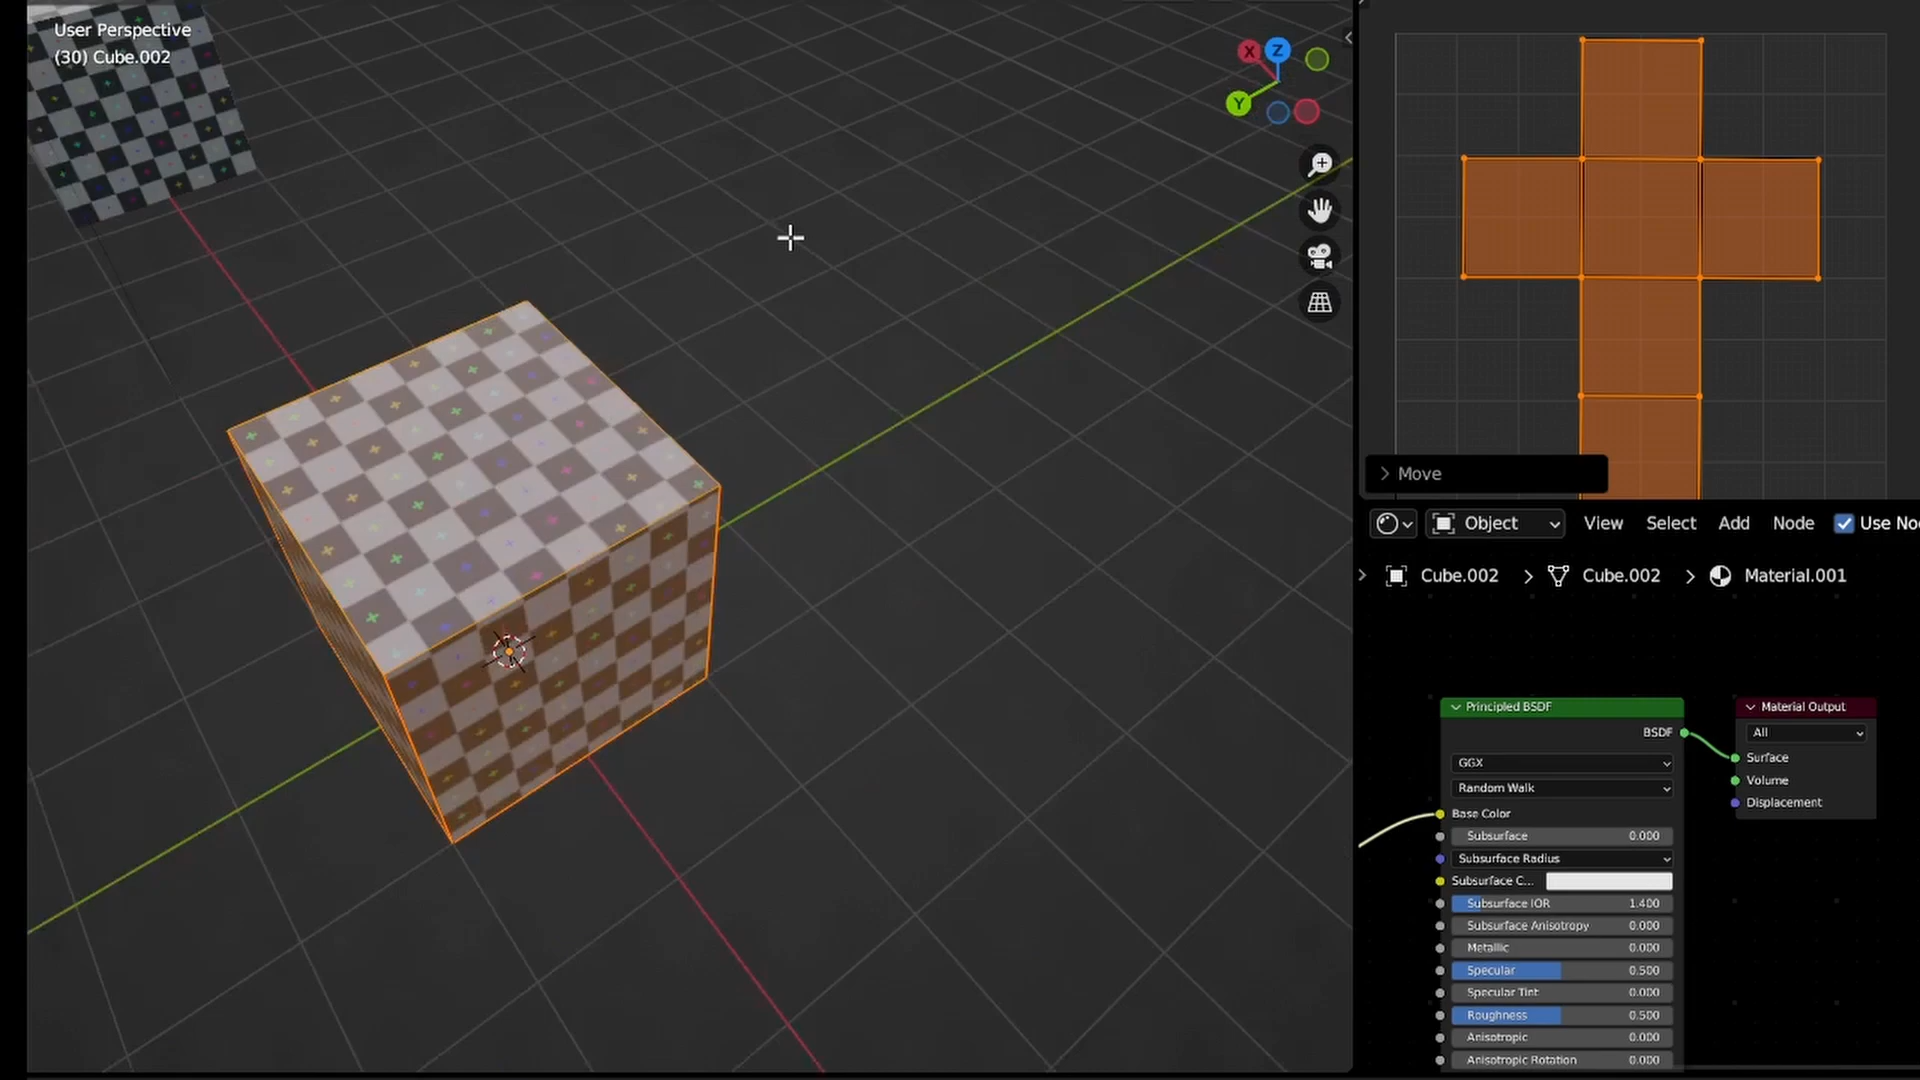 User Perspective
(30) Cube.002
X
Z
Y
Move
Object
View
Select
Add
Node
Use No
Cube.002
Cube.002
Material.001
Principled BSDF
BSDF
GGX
Random Walk
Base Color
Subsurface 0.000
Subsurface Radius
Subsurface C...
Subsurface IOR 1.400
Subsurface Anisotropy 0.000
Metallic 0.000
Specular 0.500
Specular Tint 0.000
Roughness 0.500
Anisotropic 0.000
Anisotropic Rotation 0.000
Material Output
All
Surface
Volume
Displacement